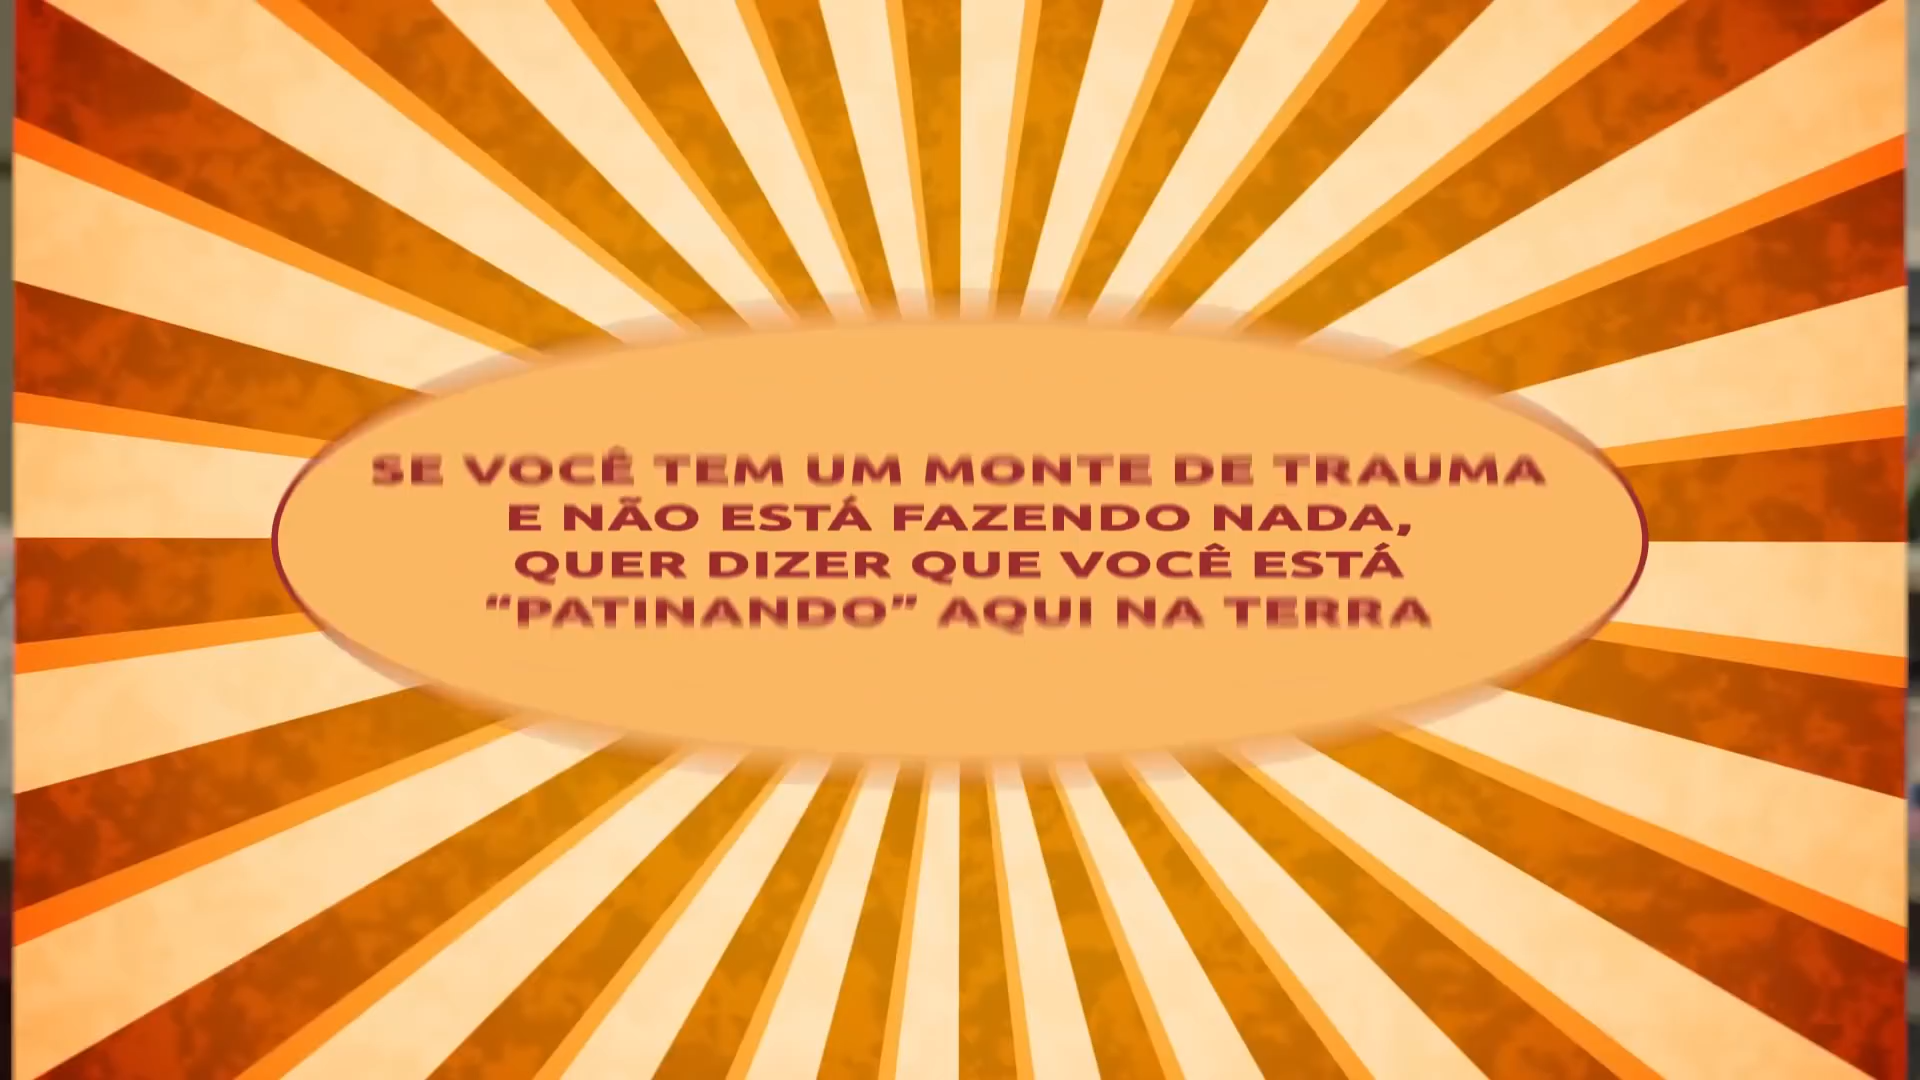 SE VOCÊ TEM UM MONTE DE TRAUMA
E NÃO ESTÁ FAZENDO NADA,
QUER DIZER QUE VOCÊ ESTÁ
“PATINANDO” AQUI NA TERRA